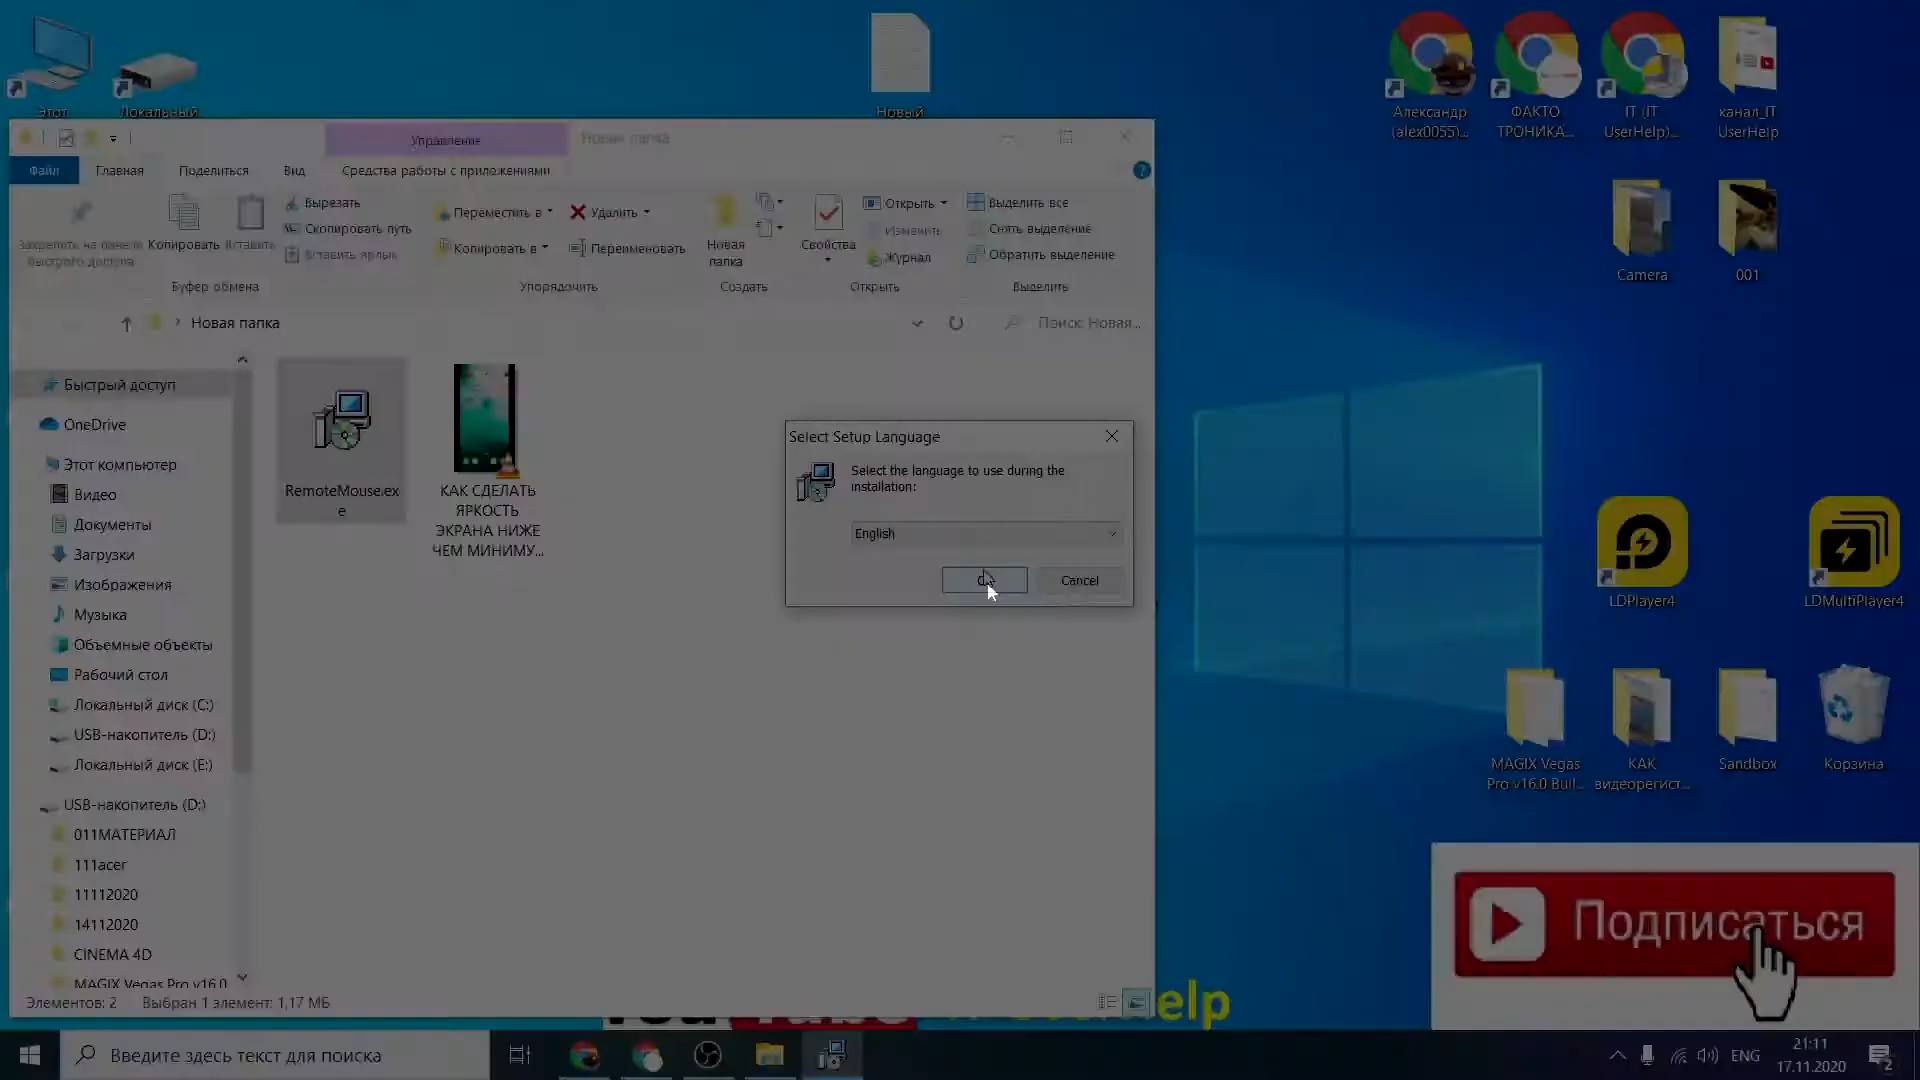 Этот
Локальный
Новый
Александр
(alex0055)...
ФАКТО
ТРОНИКА...
IT (IT
UserHelp)...
канал_IT
UserHelp
Управление
Новая папка
Файл
Главная
Поделиться
Вид
Средства работы с приложениями
Закрепить на панели
быстрого доступа
Копировать
Вставить
Вырезать
Скопировать путь
Вставить ярлык
Буфер обмена
Переместить в
Копировать в
Удалить
Переименовать
Упорядочить
Новая
папка
Создать
Свойства
Открыть
Изменить
Журнал
Открыть
Выделить все
Снять выделение
Обратить выделение
Выделить
Camera
001
Новая папка
Поиск: Новая...
Быстрый доступ
OneDrive
Этот компьютер
Видео
Документы
Загрузки
Изображения
Музыка
Объемные объекты
Рабочий стол
Локальный диск (C:)
USB-накопитель (D:)
Локальный диск (E:)
USB-накопитель (D:)
011МАТЕРИАЛ
111acer
11112020
14112020
CINEMA 4D
MAGIX Vegas Pro v16.0
RemoteMouse.ex
e
КАК СДЕЛАТЬ
ЯРКОСТЬ
ЭКРАНА НИЖЕ
ЧЕМ МИНИМУ...
Select Setup Language
Select the language to use during the
installation:
English
Cancel
LDPlayer4
LDMultiPlayer4
MAGIX Vegas
Pro v16.0 Buil...
КАК
видеорегист...
Sandbox
Корзина
Подписаться
Элементов: 2
Выбран 1 элемент: 1,17 МБ
elp
Введите здесь текст для поиска
ENG
21:11
17.11.2020
2